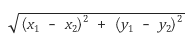 √(x₁ − x₂)² + (y₁ − y₂)²